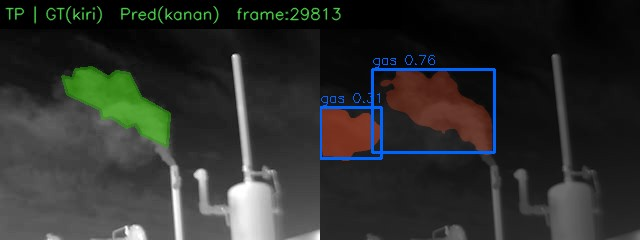 TP | GT(kiri)  Pred(kanan)  frame:29813
gas 0.76
gas 0.31